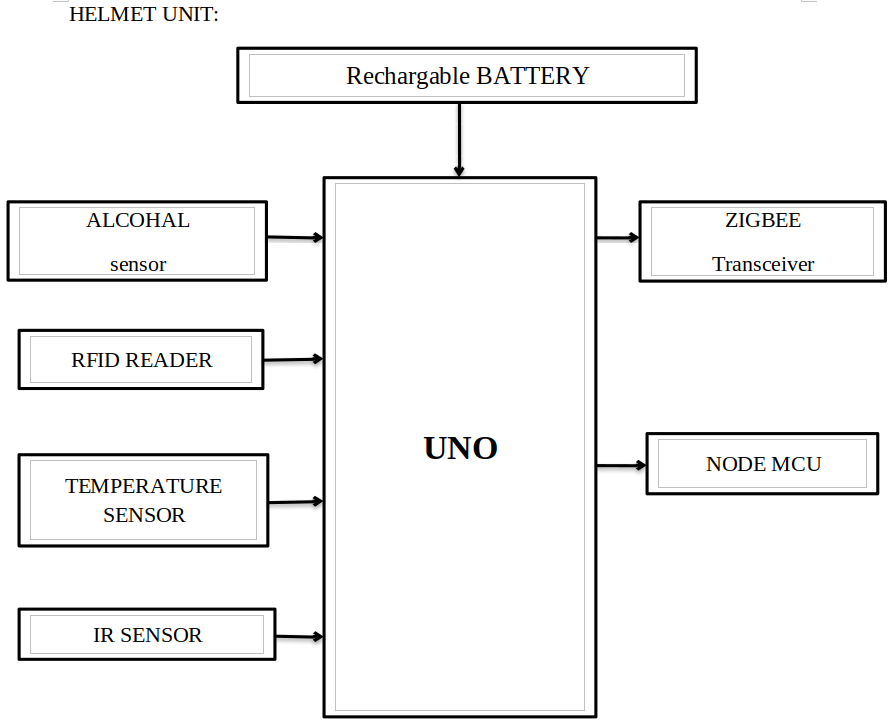 HELMET UNIT:
Rechargable BATTERY
ALCOHAL
sensor
ZIGBEE
Transceiver
RFID READER
UNO
NODE MCU
TEMPERATURE
SENSOR
IR SENSOR